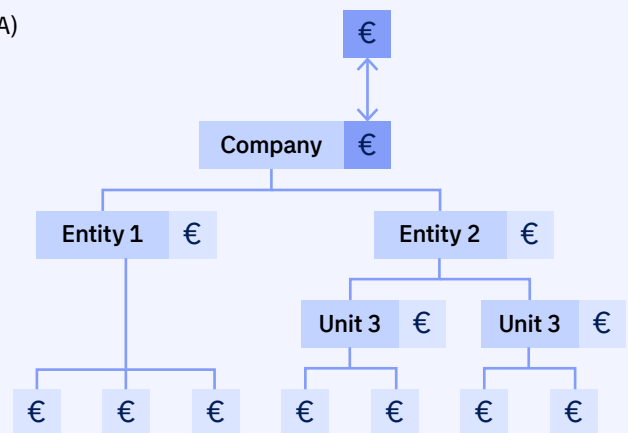 A)
€
Company €
Entity 1 €
Entity 2 €
Unit 3 €
Unit 3 €
€ € € € € € €